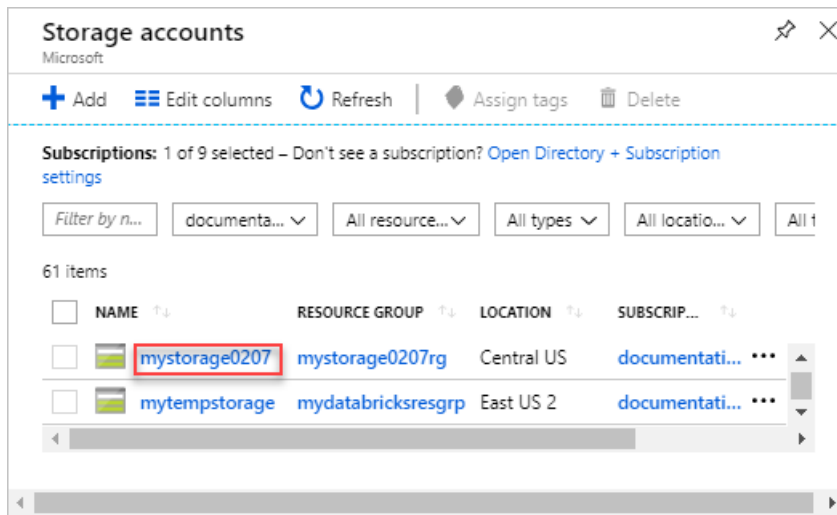 Storage accounts
Microsoft
Add Edit columns Refresh Assign tags Delete
Subscriptions: 1 of 9 selected – Don't see a subscription? Open Directory + Subscription
settings
Filter by n... documenta... All resource... All types All locatio... All
61 items
NAME RESOURCE GROUP LOCATION SUBSCRIP...
mystorage0207 mystorage0207rg Central US documentati... •••
mytempstorage mydatabricksresgrp East US 2 documentati... •••